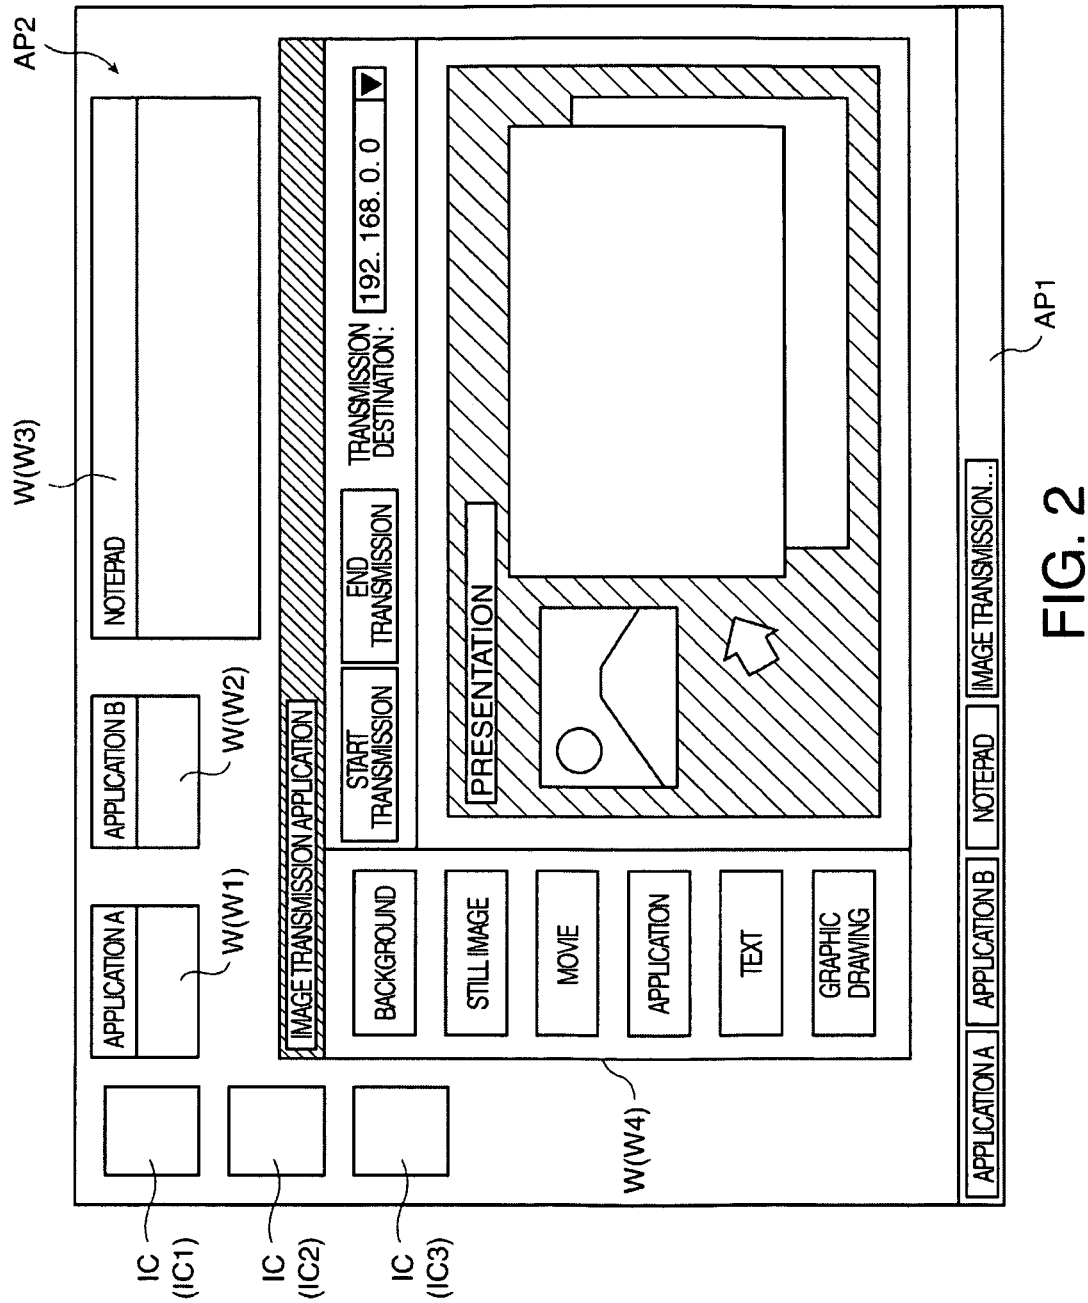 AP2
W(W3)
APPLICATION A
APPLICATION B
NOTEPAD
W(W1)
W(W2)
IC
(IC1)
IC
(IC2)
IC
(IC3)
IMAGE TRANSMISSION APPLICATION
START
TRANSMISSION
END
TRANSMISSION
TRANSMISSION
DESTINATION:
192. 168. 0. 0
BACKGROUND
STILL IMAGE
MOVIE
APPLICATION
TEXT
GRAPHIC
DRAWING
PRESENTATION
W(W4)
APPLICATION A
APPLICATION B
NOTEPAD
IMAGE TRANSMISSION...
AP1
FIG. 2